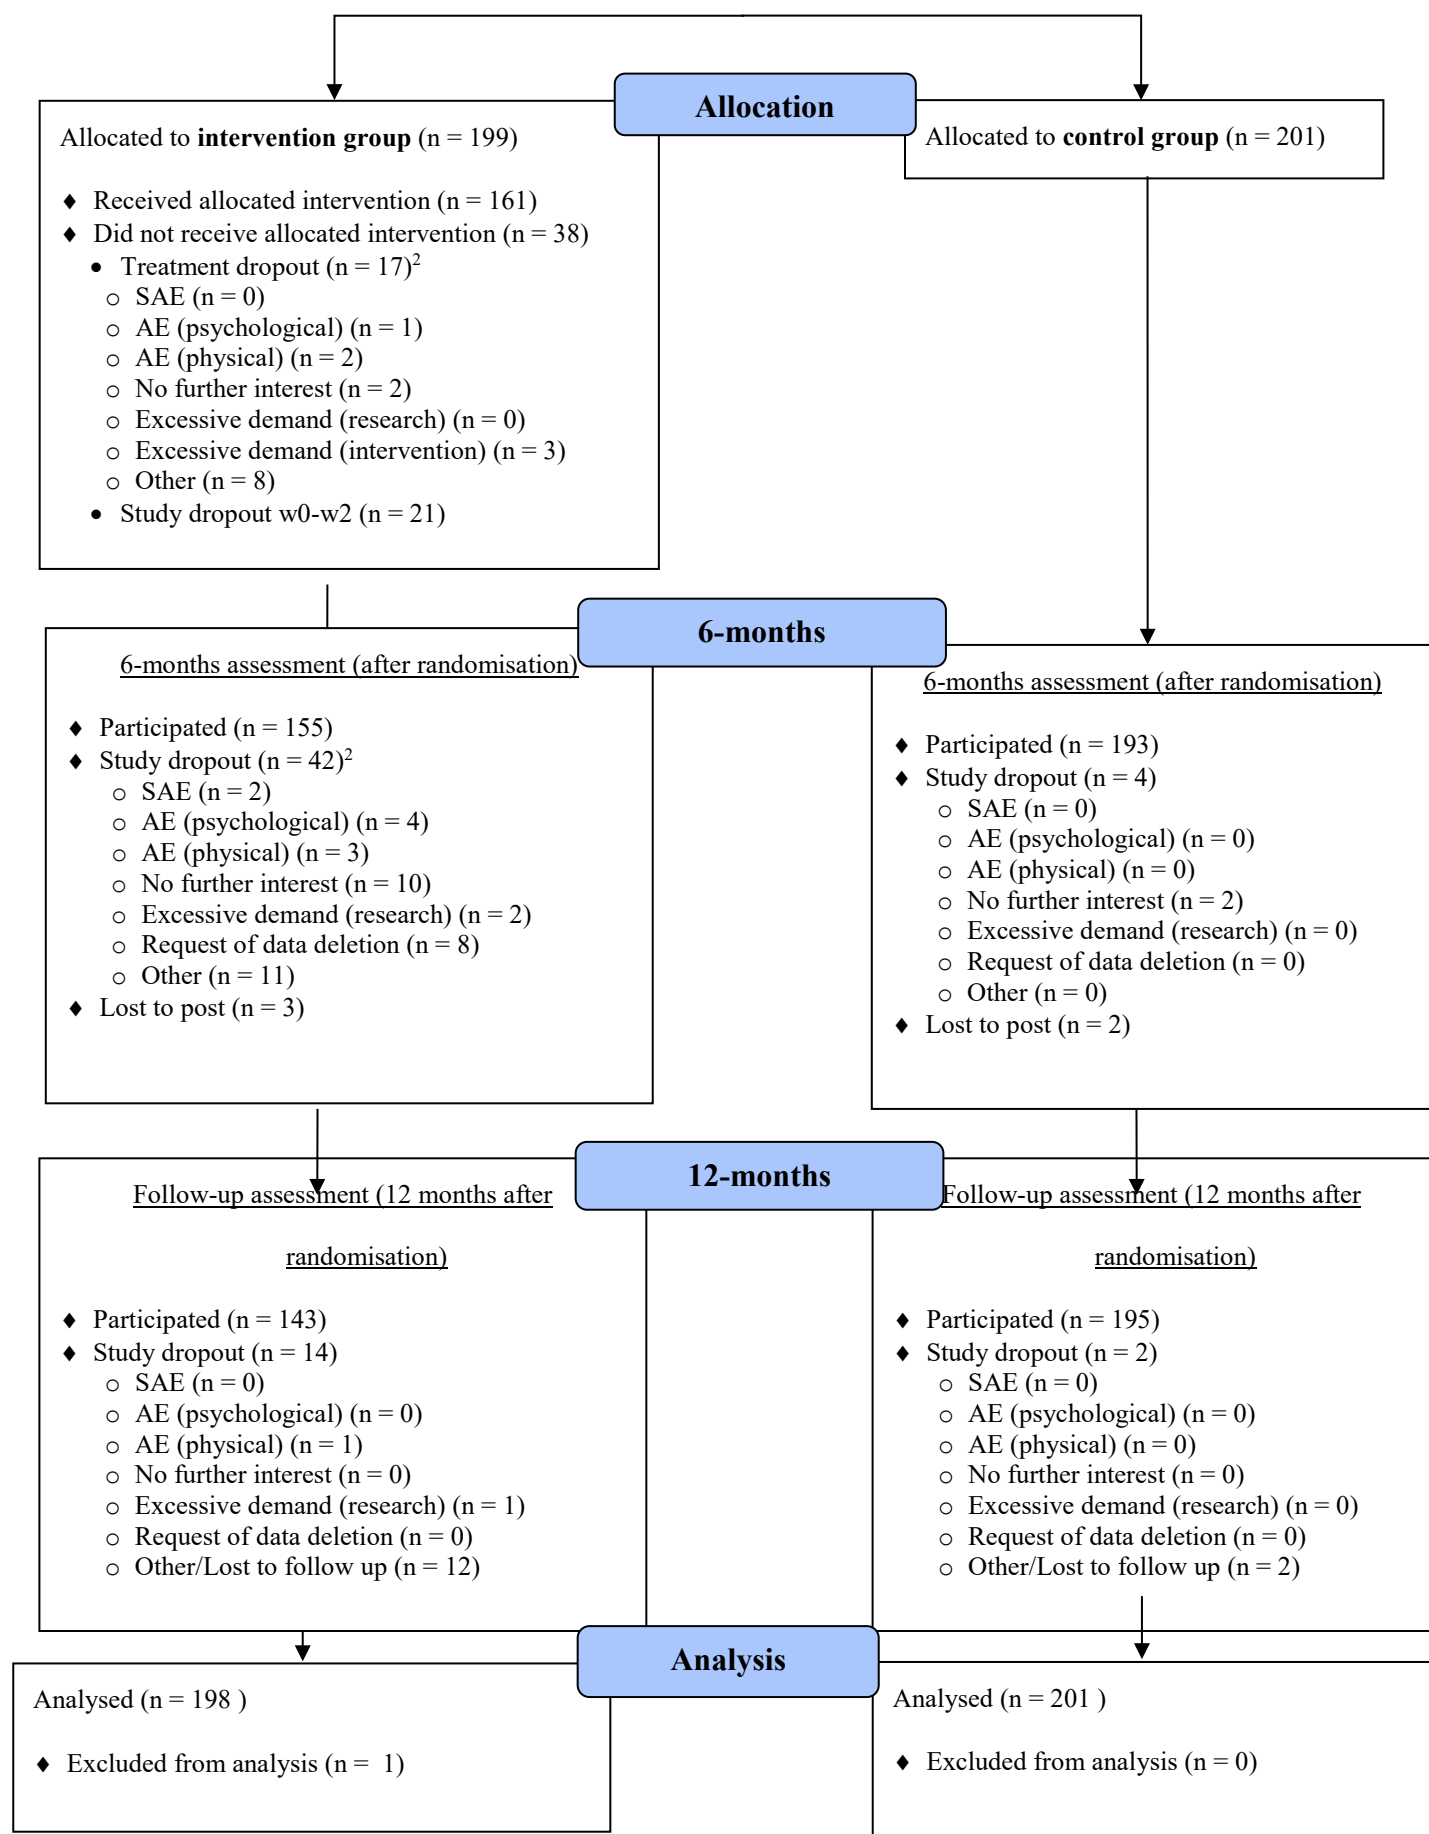 Allocation
Allocated to intervention group (n = 199)
♦ Received allocated intervention (n = 161)
♦ Did not receive allocated intervention (n = 38)
• Treatment dropout (n = 17)²
o SAE (n = 0)
o AE (psychological) (n = 1)
o AE (physical) (n = 2)
o No further interest (n = 2)
o Excessive demand (research) (n = 0)
o Excessive demand (intervention) (n = 3)
o Other (n = 8)
• Study dropout w0-w2 (n = 21)
Allocated to control group (n = 201)
6-months
6-months assessment (after randomisation)
♦ Participated (n = 155)
♦ Study dropout (n = 42)²
o SAE (n = 2)
o AE (psychological) (n = 4)
o AE (physical) (n = 3)
o No further interest (n = 10)
o Excessive demand (research) (n = 2)
o Request of data deletion (n = 8)
o Other (n = 11)
♦ Lost to post (n = 3)
6-months assessment (after randomisation)
♦ Participated (n = 193)
♦ Study dropout (n = 4)
o SAE (n = 0)
o AE (psychological) (n = 0)
o AE (physical) (n = 0)
o No further interest (n = 2)
o Excessive demand (research) (n = 0)
o Request of data deletion (n = 0)
o Other (n = 0)
♦ Lost to post (n = 2)
12-months
Follow-up assessment (12 months after
randomisation)
♦ Participated (n = 143)
♦ Study dropout (n = 14)
o SAE (n = 0)
o AE (psychological) (n = 0)
o AE (physical) (n = 1)
o No further interest (n = 0)
o Excessive demand (research) (n = 1)
o Request of data deletion (n = 0)
o Other/Lost to follow up (n = 12)
Follow-up assessment (12 months after
randomisation)
♦ Participated (n = 195)
♦ Study dropout (n = 2)
o SAE (n = 0)
o AE (psychological) (n = 0)
o AE (physical) (n = 0)
o No further interest (n = 0)
o Excessive demand (research) (n = 0)
o Request of data deletion (n = 0)
o Other/Lost to follow up (n = 2)
Analysis
Analysed (n = 198 )
♦ Excluded from analysis (n =  1)
Analysed (n = 201 )
♦ Excluded from analysis (n = 0)